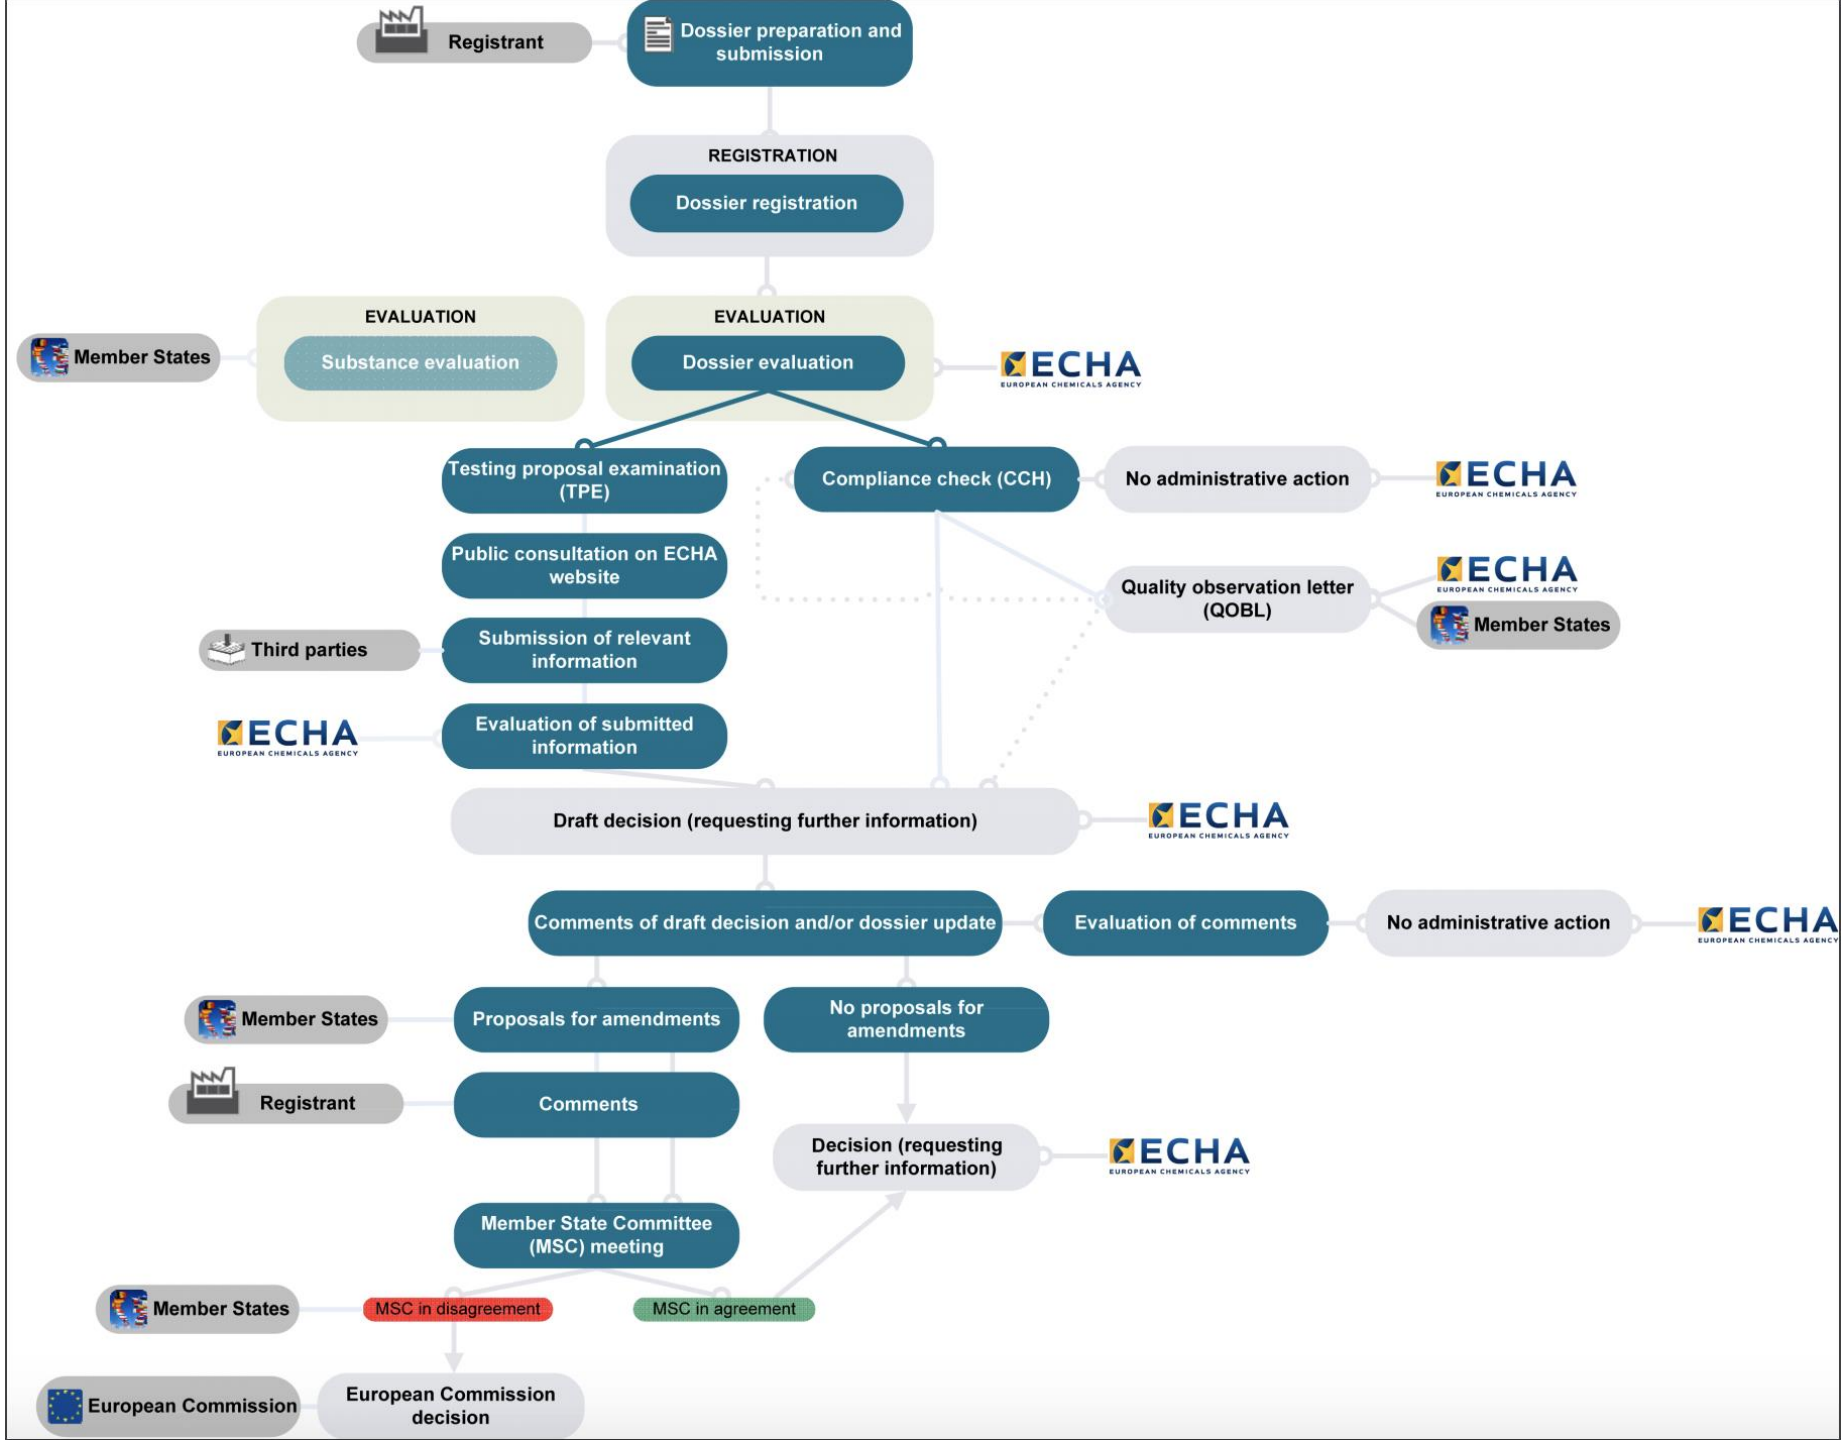 Registrant
Dossier preparation and
submission
REGISTRATION
Dossier registration
EVALUATION
EVALUATION
Member States
Substance evaluation
Dossier evaluation
ECHA
EUROPEAN CHEMICALS AGENCY
Testing proposal examination
(TPE)
Compliance check (CCH)
No administrative action
ECHA
EUROPEAN CHEMICALS AGENCY
Public consultation on ECHA
website
Quality observation letter
(QOBL)
ECHA
EUROPEAN CHEMICALS AGENCY
Member States
Third parties
Submission of relevant
information
ECHA
EUROPEAN CHEMICALS AGENCY
Evaluation of submitted
information
Draft decision (requesting further information)
ECHA
EUROPEAN CHEMICALS AGENCY
Comments of draft decision and/or dossier update
Evaluation of comments
No administrative action
ECHA
EUROPEAN CHEMICALS AGENCY
Member States
Proposals for amendments
No proposals for
amendments
Registrant
Comments
Decision (requesting
further information)
ECHA
EUROPEAN CHEMICALS AGENCY
Member State Committee
(MSC) meeting
Member States
MSC in disagreement
MSC in agreement
European Commission
European Commission
decision